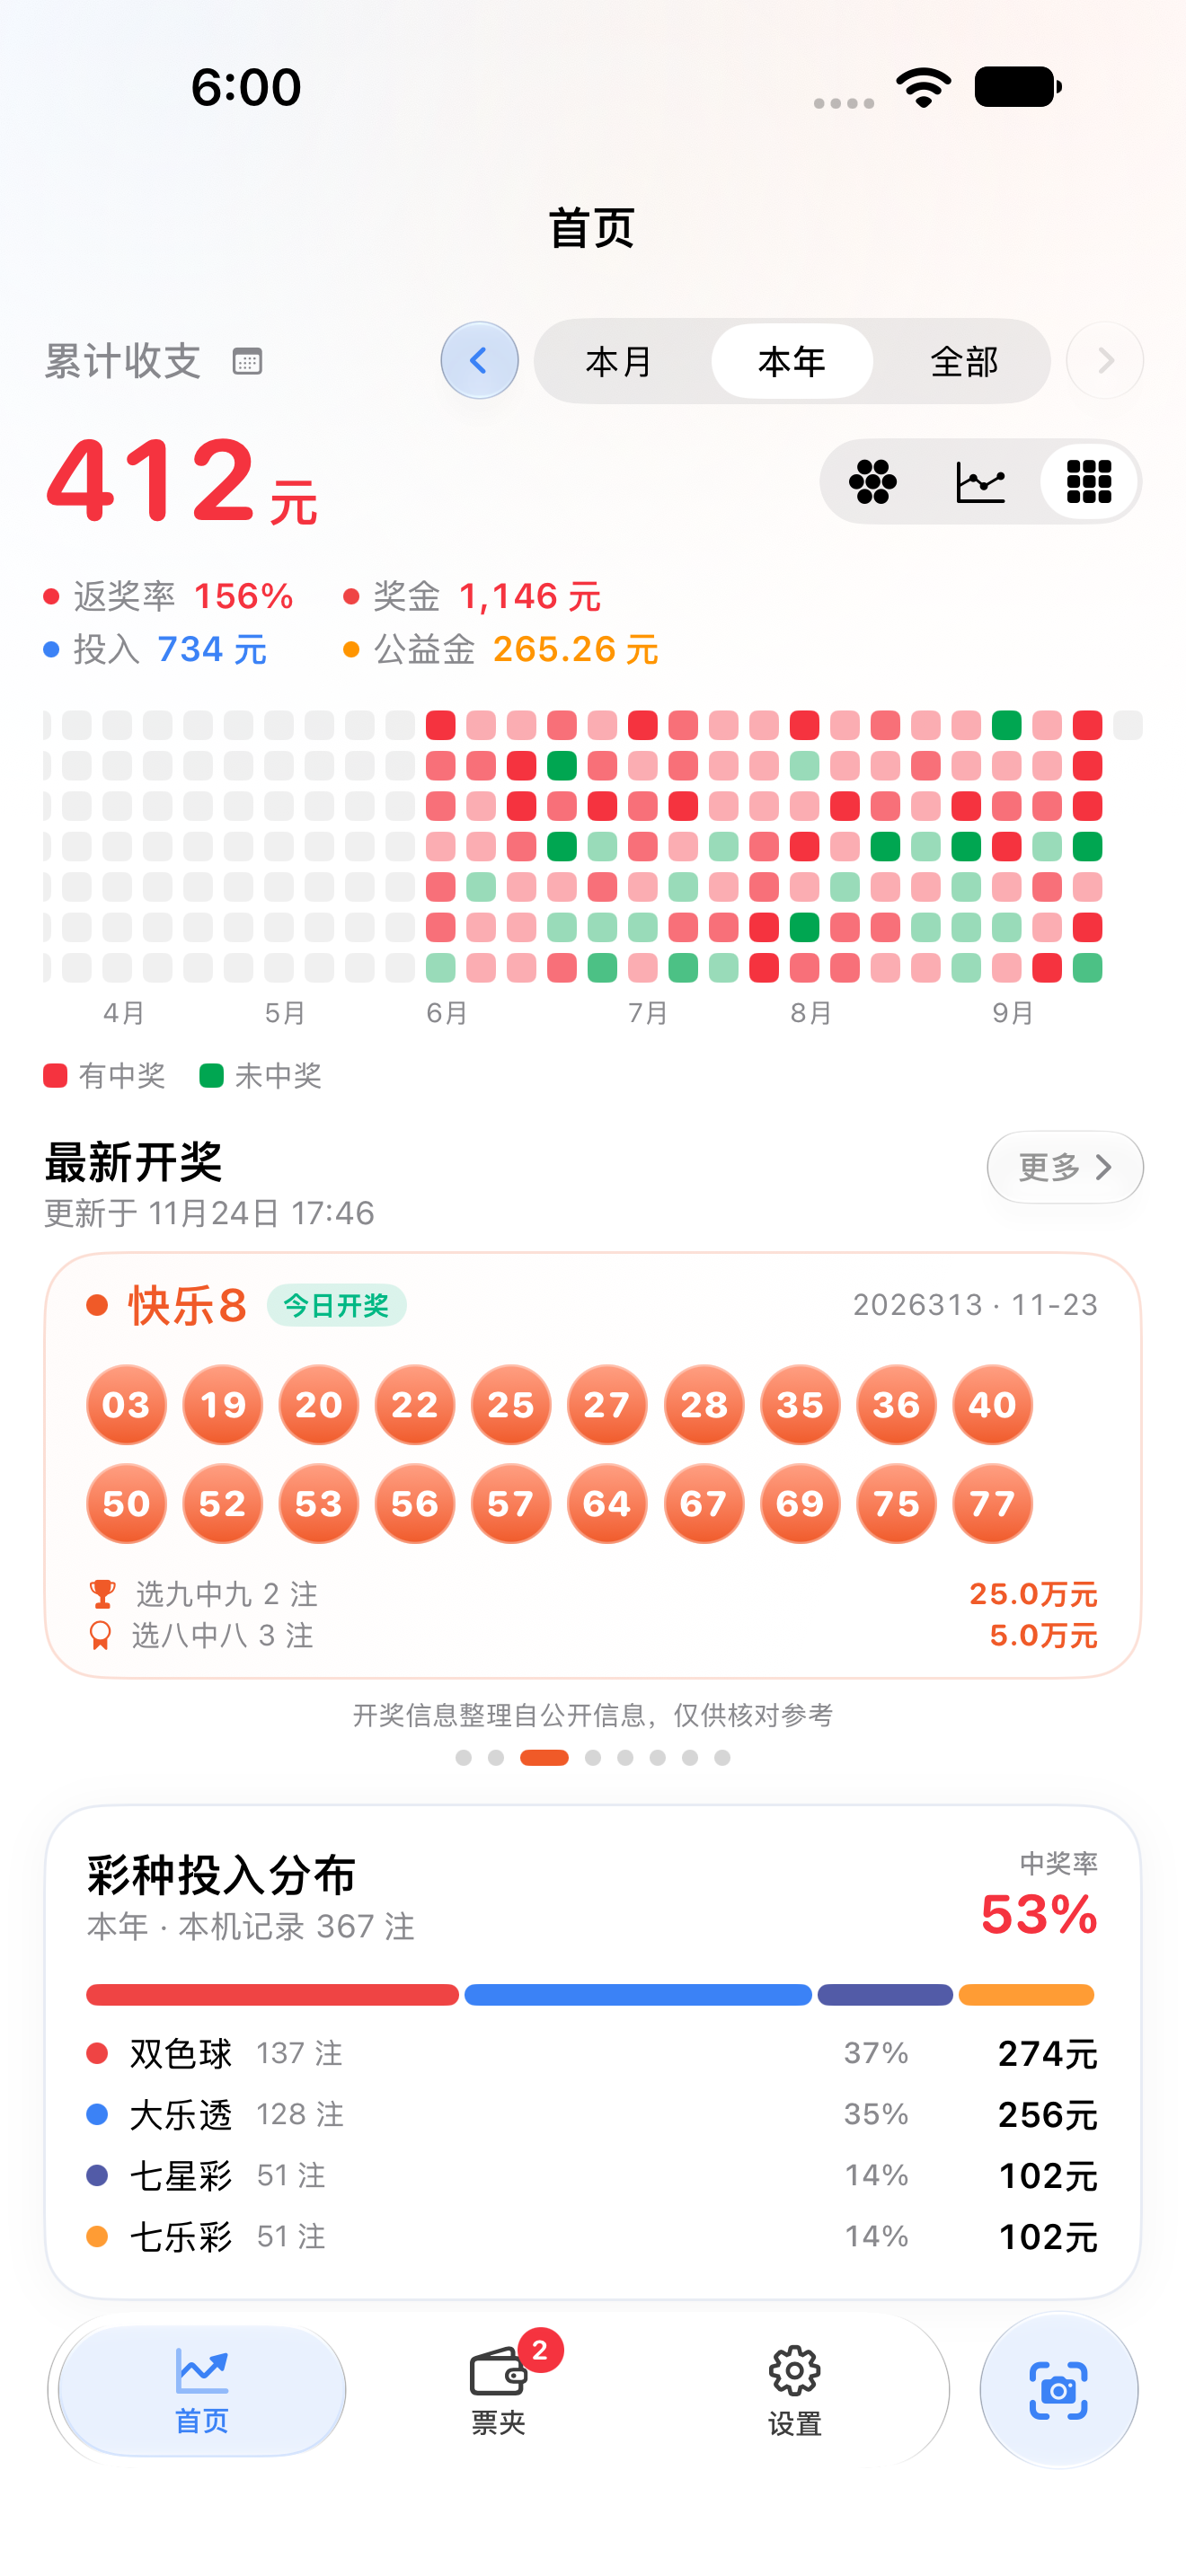 6:00
首页
累计收支
本月 本年 全部
412元
返奖率 156% 奖金 1,146 元
投入 734 元 公益金 265.26 元
4月 5月 6月 7月 8月 9月
有中奖 未中奖
最新开奖
更多
更新于 11月24日 17:46
快乐8 今日开奖 2026313 · 11-23
03 19 20 22 25 27 28 35 36 40
50 52 53 56 57 64 67 69 75 77
选九中九 2 注 25.0万元
选八中八 3 注 5.0万元
开奖信息整理自公开信息，仅供核对参考
彩种投入分布
中奖率
本年 · 本机记录 367 注
53%
双色球 137 注 37% 274元
大乐透 128 注 35% 256元
七星彩 51 注 14% 102元
七乐彩 51 注 14% 102元
2
首页 票夹 设置